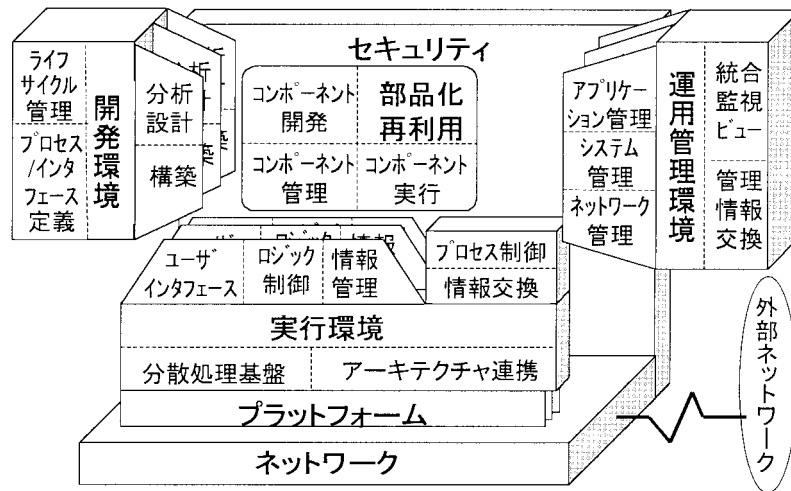 セキュリティ
ライフ
サイクル
管理
プロセス
/インタ
フェース
定義
開発環境
分析
設計
構築
分析
設計
築
コンポーネント
開発
部品化
再利用
コンポーネント
管理
コンポーネント
実行
アプリケー
ション管理
システム
管理
ネットワーク
管理
運用管理環境
統合
監視
ビュー
管理
情報
交換
ユーザ
インタフェース
ロジック
制御
情報
管理
プロセス制御
情報交換
実行環境
分散処理基盤
アーキテクチャ連携
プラットフォーム
ネットワーク
外部ネットワーク